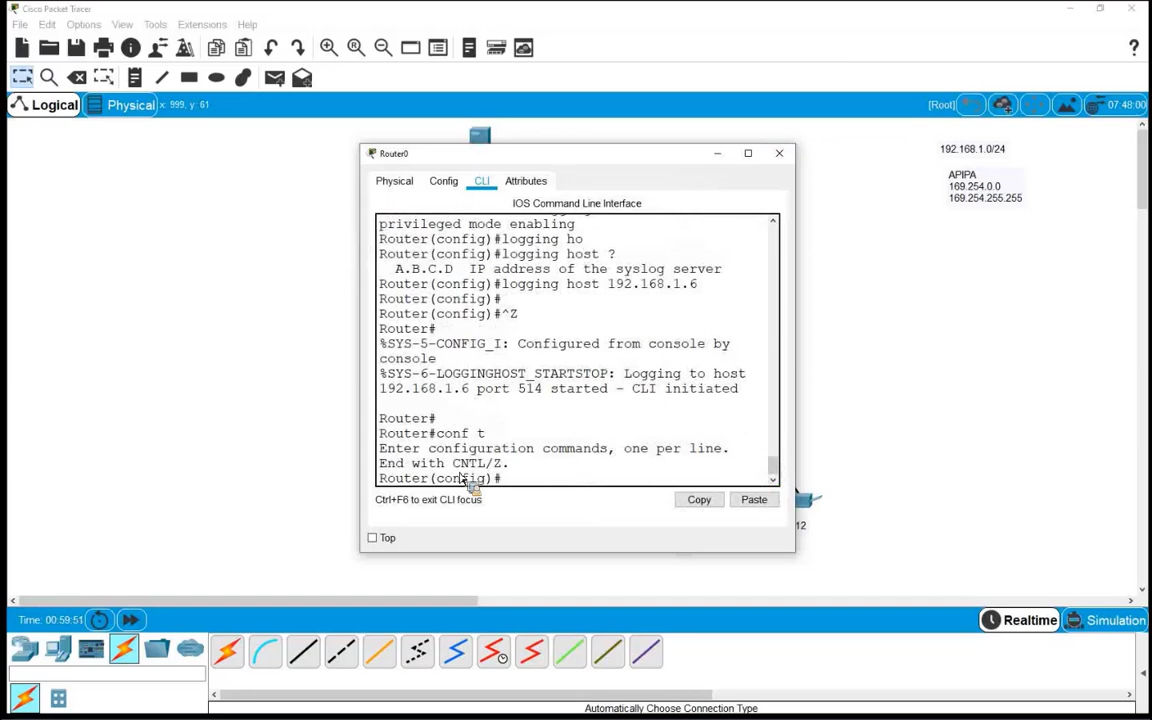 Cisco Packet Tracer
File Edit Options View Tools Extensions Help
?
Logical Physical x: 999, y: 61 [Root] 07:48:00
192.168.1.0/24
APIPA
169.254.0.0
169.254.255.255
Router0
Physical Config CLI Attributes
IOS Command Line Interface
privileged mode enabling
Router(config)#logging ho
Router(config)#logging host ?
A.B.C.D IP address of the syslog server
Router(config)#logging host 192.168.1.6
Router(config)#
Router(config)#^Z
Router#
%SYS-5-CONFIG_I: Configured from console by
console
%SYS-6-LOGGINGHOST_STARTSTOP: Logging to host
192.168.1.6 port 514 started - CLI initiated
Router#
Router#conf t
Enter configuration commands, one per line.
End with CNTL/Z.
Router(config)#
Ctrl+F6 to exit CLI focus Copy Paste
12
Top
Time: 00:59:51 Realtime Simulation
Automatically Choose Connection Type